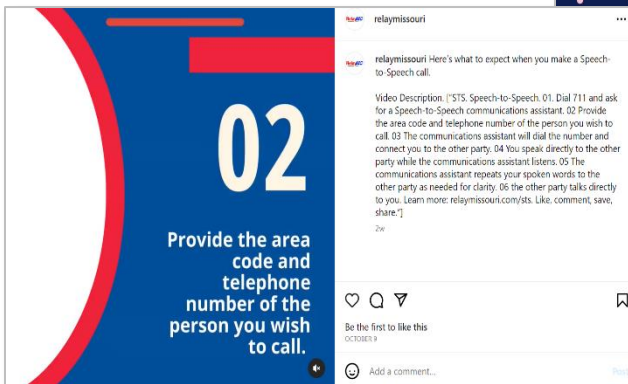 02
Provide the area
code and
telephone
number of the
person you wish
to call.
relaymissouri
relaymissouri Here's what to expect when you make a Speech-
to-Speech call.
Video Description. ["STS. Speech-to-Speech. 01. Dial 711 and ask
for a Speech-to-Speech communications assistant. 02 Provide
the area code and telephone number of the person you wish to
call. 03 The communications assistant will dial the number and
connect you to the other party. 04 You speak directly to the other
party while the communications assistant listens. 05 The
communications assistant repeats your spoken words to the
other party as needed for clarity. 06 the other party talks directly
to you. Learn more: relaymissouri.com/sts. Like, comment, save,
share."]
2w
Be the first to like this
OCTOBER 9
Add a comment...
Post